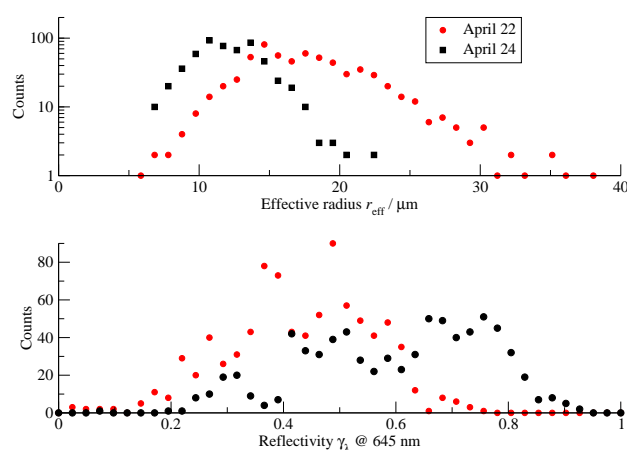 April 22
April 24
100
10
1
Counts
0 10 20 30 40
Effective radius r_eff / μm
80
60
40
20
0
Counts
0 0.2 0.4 0.6 0.8 1
Reflectivity γ_λ @ 645 nm